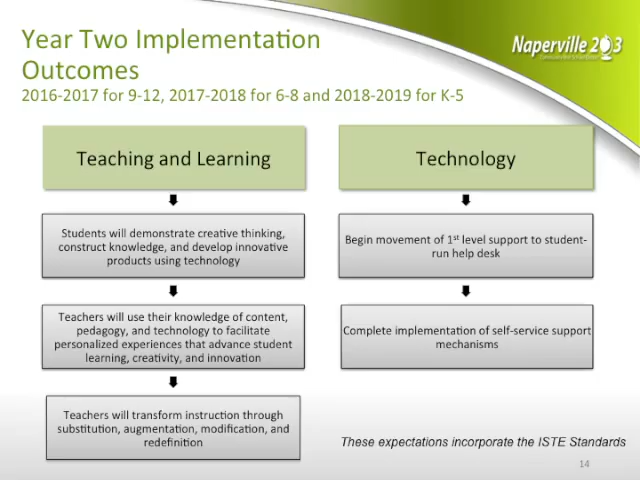 Year Two Implementation
Outcomes
2016-2017 for 9-12, 2017-2018 for 6-8 and 2018-2019 for K-5
Naperville 203
Teaching and Learning
Students will demonstrate creative thinking,
construct knowledge, and develop innovative
products using technology
Teachers will use their knowledge of content,
pedagogy, and technology to facilitate
personalized experiences that advance student
learning, creativity, and innovation
Teachers will transform instruction through
substitution, augmentation, modification, and
redefinition
Technology
Begin movement of 1st level support to student-
run help desk
Complete implementation of self-service support
mechanisms
These expectations incorporate the ISTE Standards
14